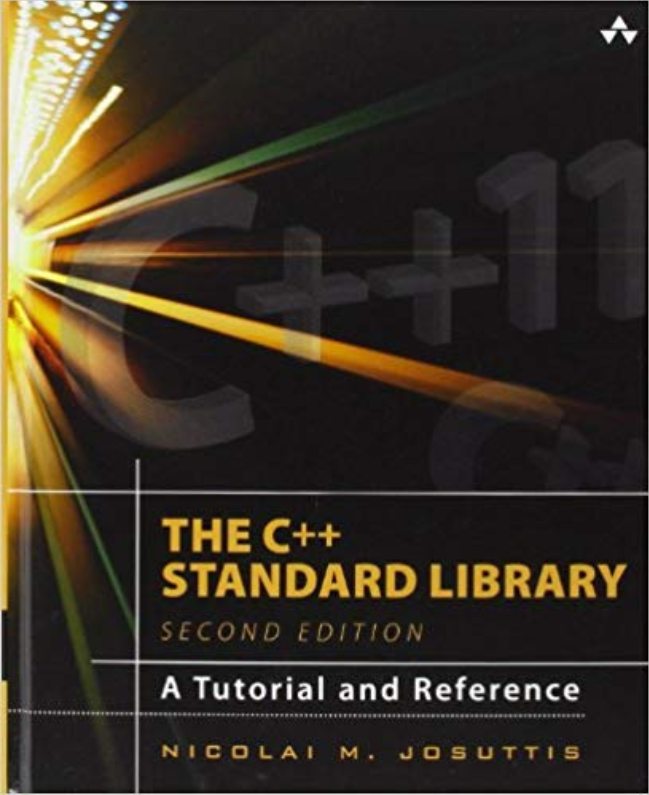 C++11
C++
THE C++
STANDARD LIBRARY
SECOND EDITION
A Tutorial and Reference
NICOLAI M. JOSUTTIS